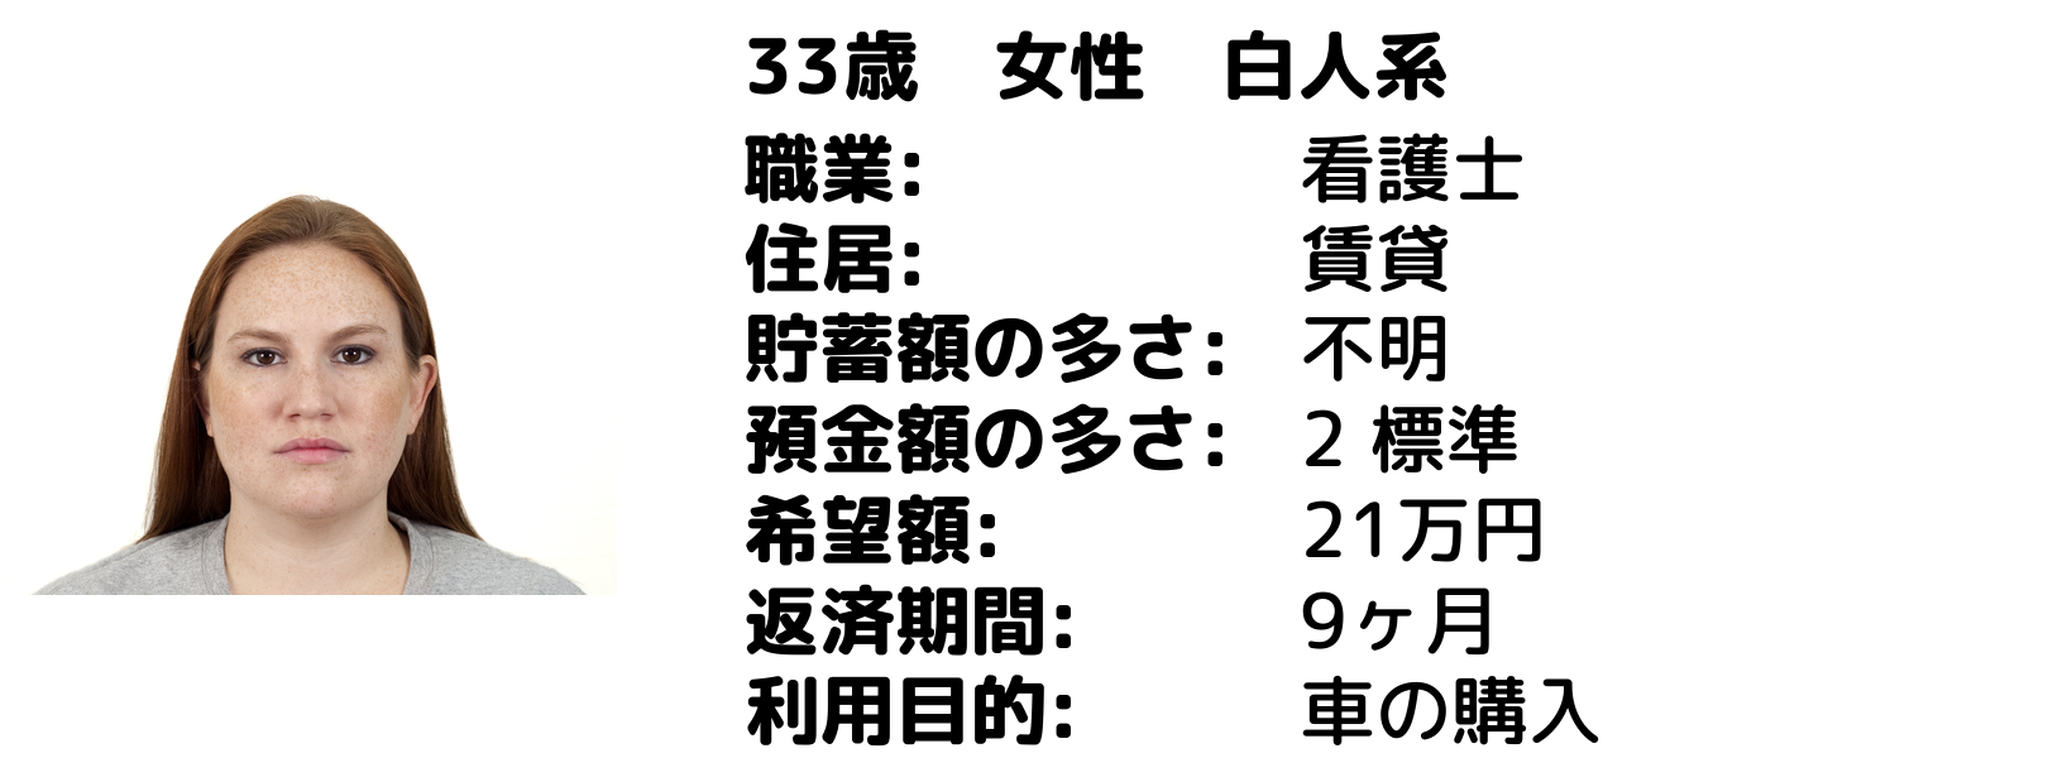 33歳　女性　白人系
職業: 看護士
住居: 賃貸
貯蓄額の多さ: 不明
預金額の多さ: 2 標準
希望額: 21万円
返済期間: 9ヶ月
利用目的: 車の購入